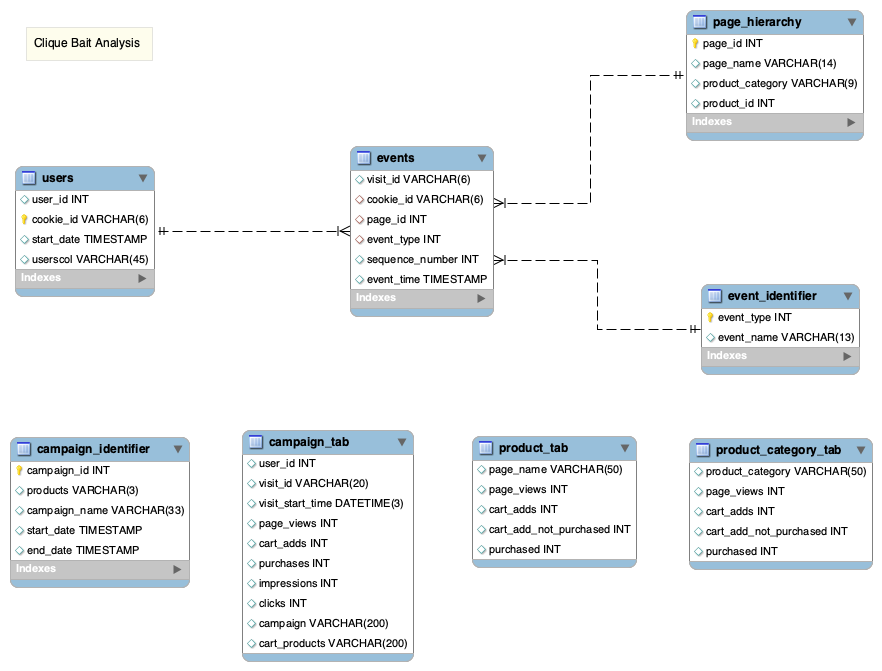 Clique Bait Analysis
page_hierarchy
page_id INT
page_name VARCHAR(14)
product_category VARCHAR(9)
product_id INT
Indexes
users
user_id INT
cookie_id VARCHAR(6)
start_date TIMESTAMP
userscol VARCHAR(45)
Indexes
events
visit_id VARCHAR(6)
cookie_id VARCHAR(6)
page_id INT
event_type INT
sequence_number INT
event_time TIMESTAMP
Indexes
event_identifier
event_type INT
event_name VARCHAR(13)
Indexes
campaign_identifier
campaign_id INT
products VARCHAR(3)
campaign_name VARCHAR(33)
start_date TIMESTAMP
end_date TIMESTAMP
Indexes
campaign_tab
user_id INT
visit_id VARCHAR(20)
visit_start_time DATETIME(3)
page_views INT
cart_adds INT
purchases INT
impressions INT
clicks INT
campaign VARCHAR(200)
cart_products VARCHAR(200)
product_tab
page_name VARCHAR(50)
page_views INT
cart_adds INT
cart_add_not_purchased INT
purchased INT
product_category_tab
product_category VARCHAR(50)
page_views INT
cart_adds INT
cart_add_not_purchased INT
purchased INT